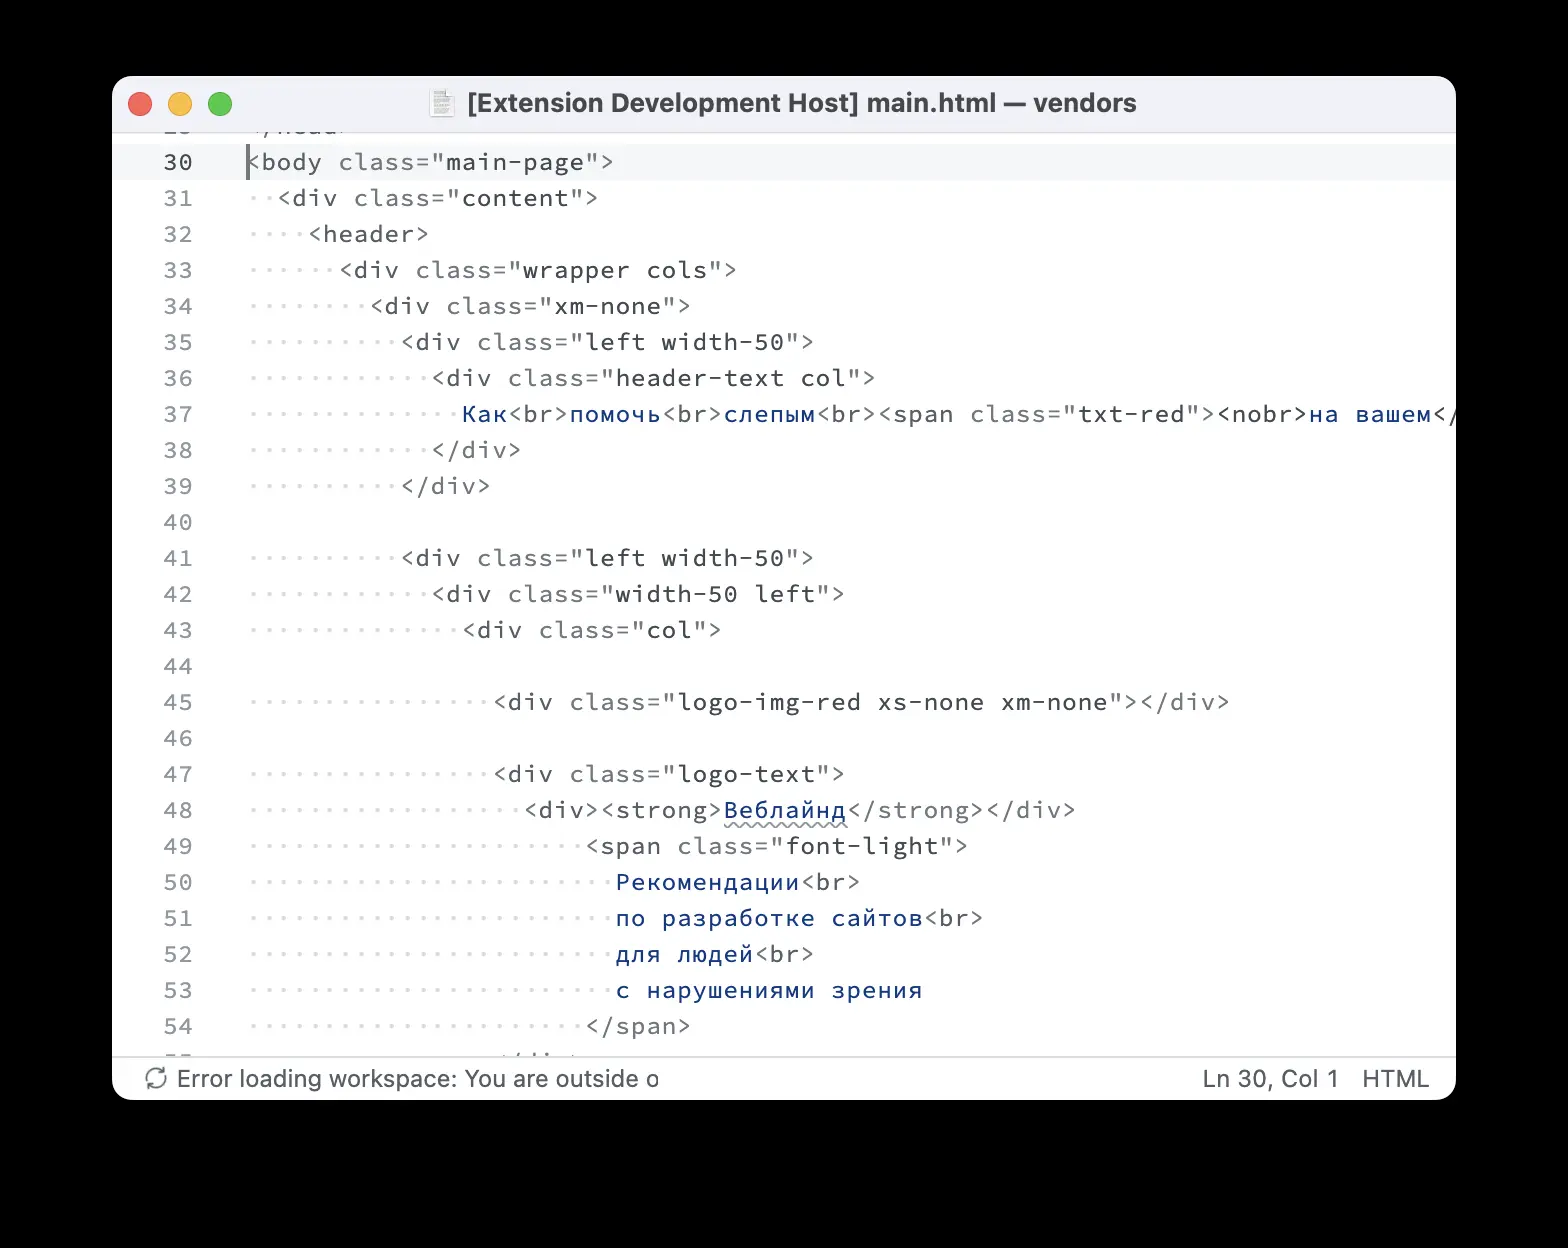 [Extension Development Host] main.html — vendors
30 <body class="main-page">
31 <div class="content">
32 <header>
33 <div class="wrapper cols">
34 <div class="xm-none">
35 <div class="left width-50">
36 <div class="header-text col">
37 Как<br>помочь<br>слепым<br><span class="txt-red"><nobr>на вашем</
38 </div>
39 </div>
40
41 <div class="left width-50">
42 <div class="width-50 left">
43 <div class="col">
44
45 <div class="logo-img-red xs-none xm-none"></div>
46
47 <div class="logo-text">
48 <div><strong>Веблайнд</strong></div>
49 <span class="font-light">
50 Рекомендации<br>
51 по разработке сайтов<br>
52 для людей<br>
53 с нарушениями зрения
54 </span>
Error loading workspace: You are outside o
Ln 30, Col 1 HTML